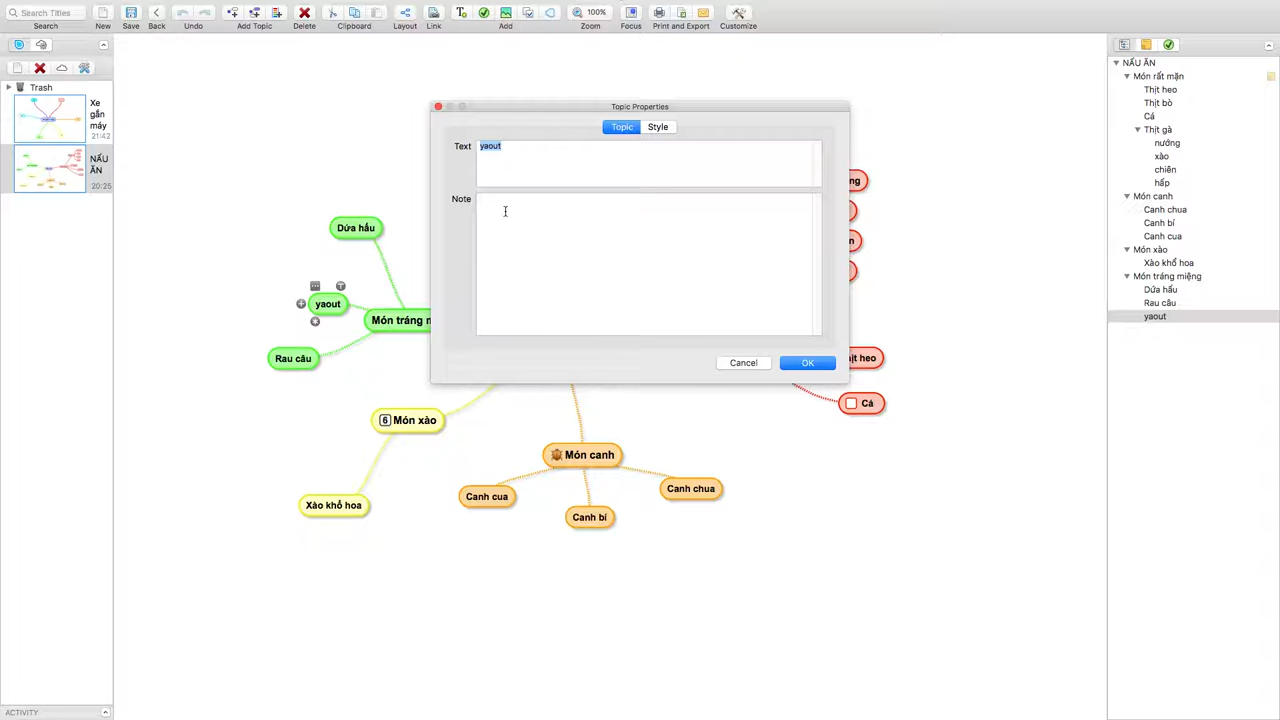 Search Titles
100%
Search
New
Save
Back
Undo
Add Topic
Delete
Clipboard
Layout
Link
Add
Zoom
Focus
Print and Export
Customize
Trash
Xe
gắn
máy
21:42
NẤU
ĂN
20:25
ACTIVITY
Topic Properties
Topic
Style
Text
yaout
Note
Cancel
OK
Dứa hấu
yaout
Món tráng m
Rau câu
6 Món xào
Xào khổ hoa
Món canh
Canh cua
Canh bí
Canh chua
ng
n
ịt heo
Cá
NẤU ĂN
Món rất mặn
Thịt heo
Thịt bò
Cá
Thịt gà
nướng
xào
chiên
hấp
Món canh
Canh chua
Canh bí
Canh cua
Món xào
Xào khổ hoa
Món tráng miệng
Dứa hấu
Rau câu
yaout